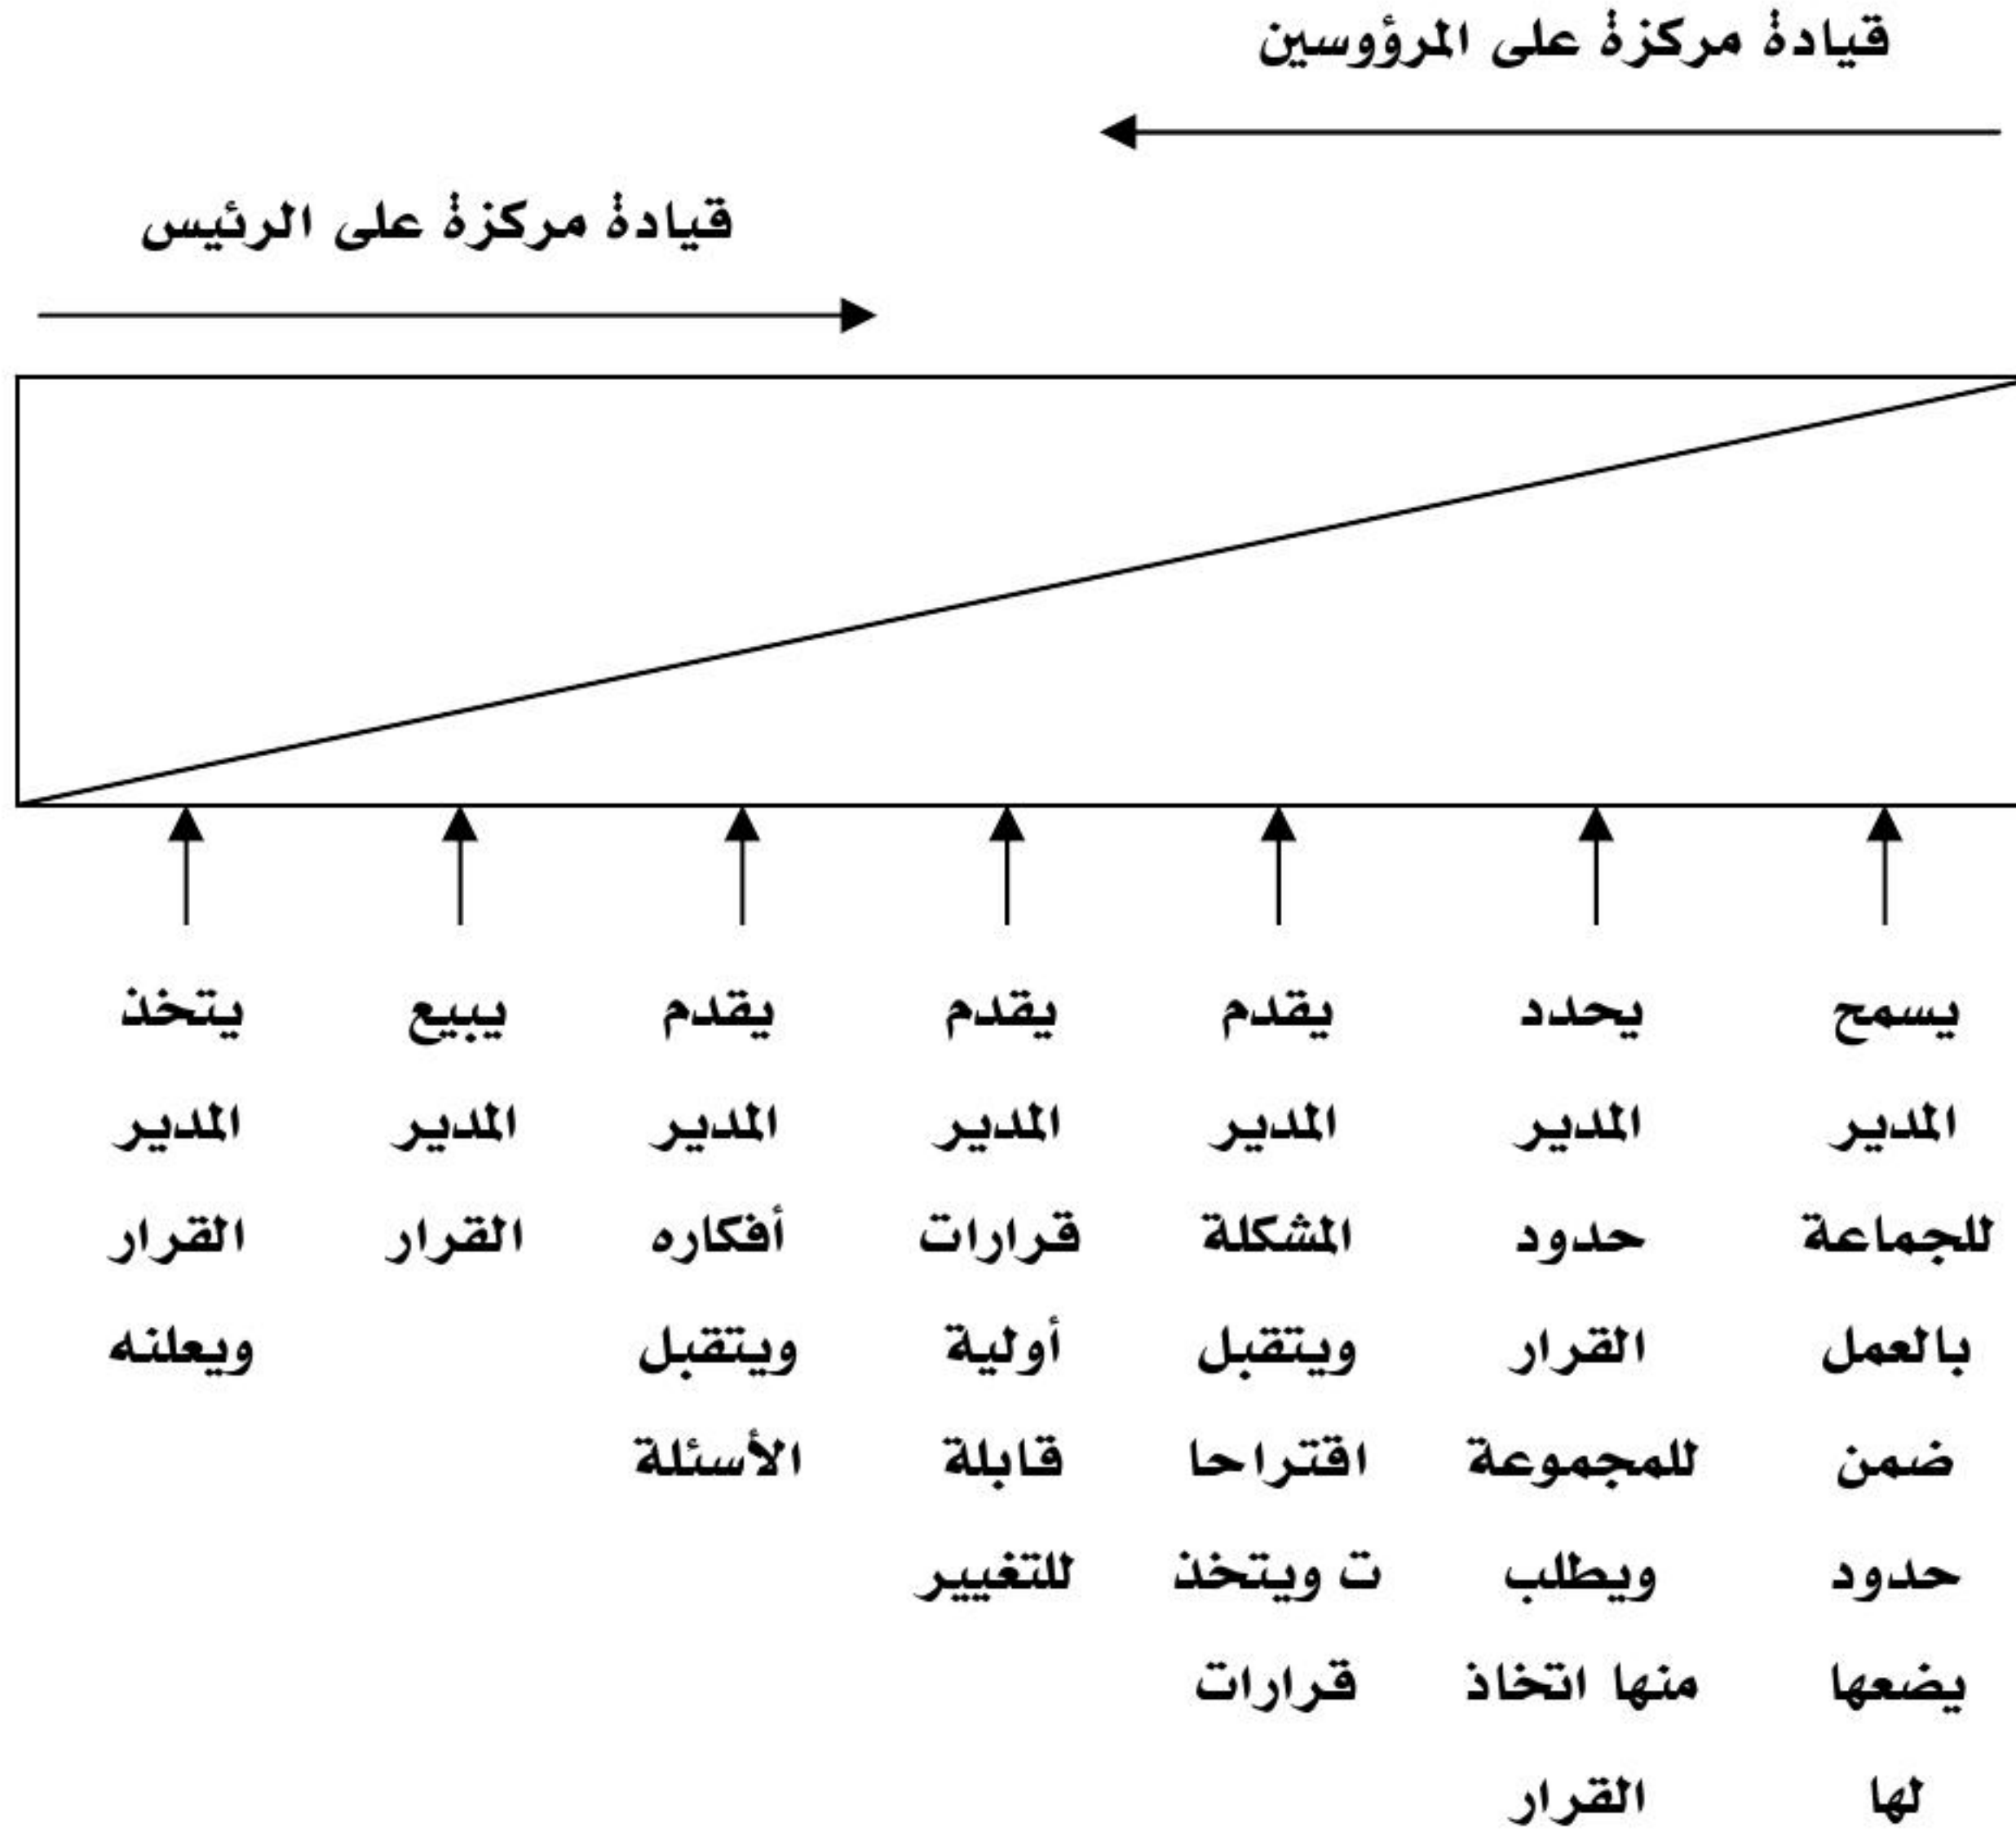 قيادة مركزة على المرؤوسين
قيادة مركزة على الرئيس
يسمح
المدير
للجماعة
بالعمل
ضمن
حدود
يضعها
لها
يحدد
المدير
حدود
القرار
للمجموعة
ويطلب
منها اتخاذ
القرار
يقدم
المدير
المشكلة
ويتقبل
اقتراحا
ت ويتخذ
قرارات
يقدم
المدير
قرارات
أولية
قابلة
للتغيير
يقدم
المدير
أفكاره
ويتقبل
الأسئلة
يبيع
المدير
القرار
يتخذ
المدير
القرار
ويعلنه